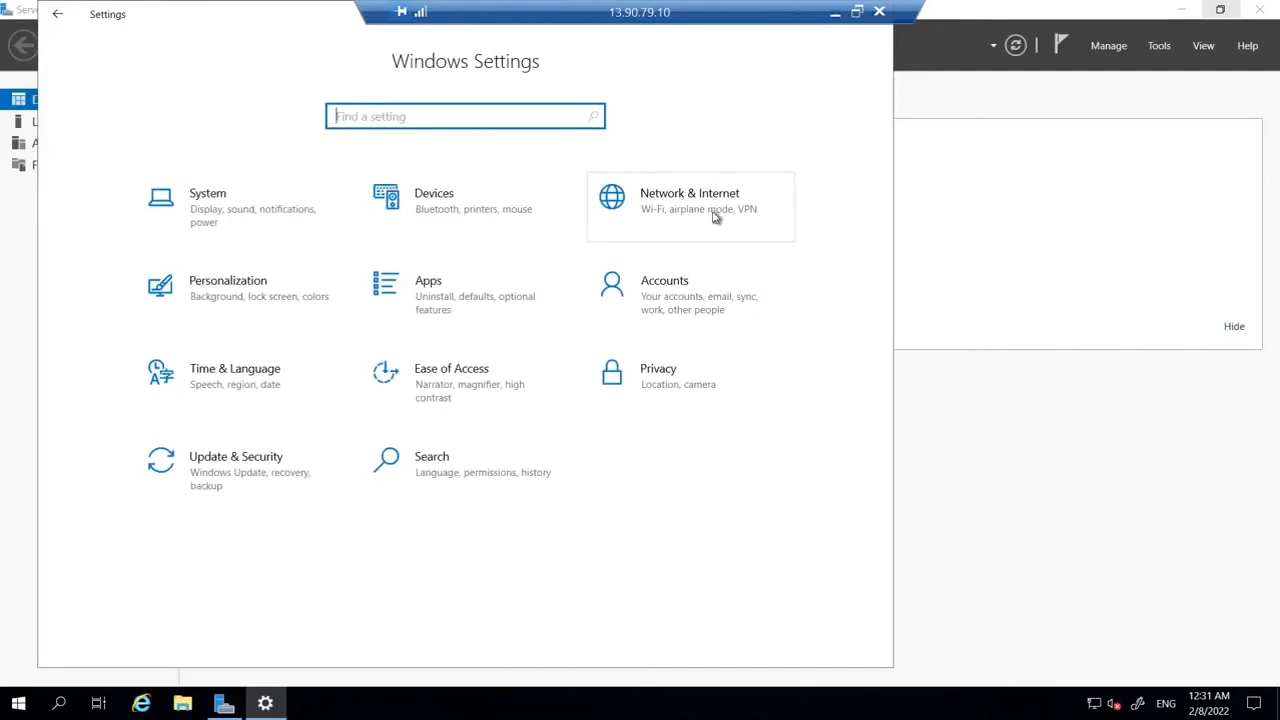 Serve
Settings
13.90.79.10
Manage
Tools
View
Help
Windows Settings
Find a setting
System
Display, sound, notifications,
power
Devices
Bluetooth, printers, mouse
Network & Internet
Wi-Fi, airplane mode, VPN
Personalization
Background, lock screen, colors
Apps
Uninstall, defaults, optional
features
Accounts
Your accounts, email, sync,
work, other people
Hide
Time & Language
Speech, region, date
Ease of Access
Narrator, magnifier, high
contrast
Privacy
Location, camera
Update & Security
Windows Update, recovery,
backup
Search
Language, permissions, history
ENG
12:31 AM
2/8/2022